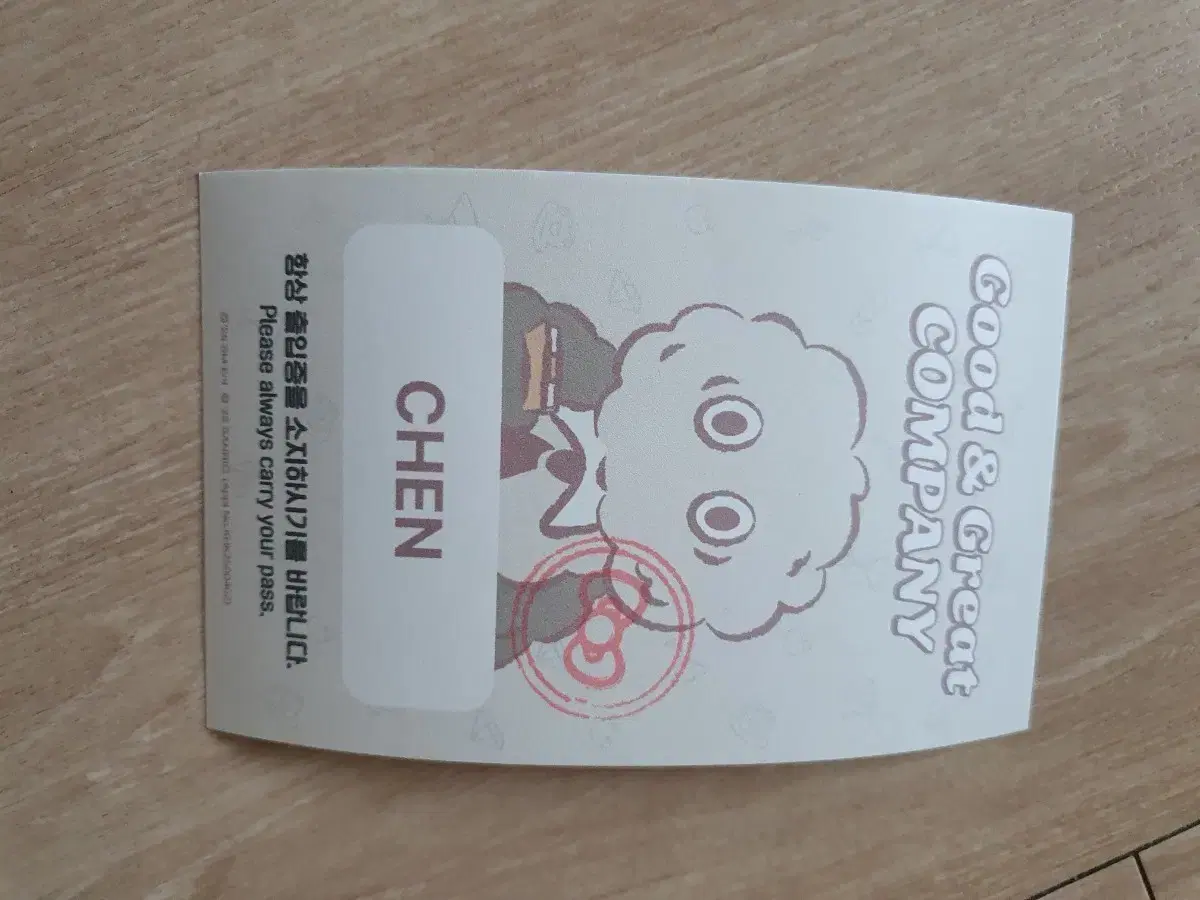 Good & Great
COMPANY
CHEN
항상 출입증을 소지하시기를 바랍니다.
Please always carry your pass.